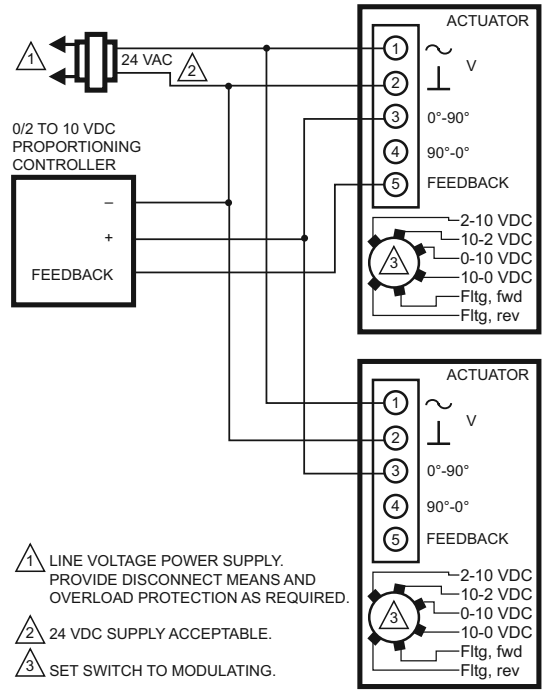 1
24 VAC
2
0/2 TO 10 VDC
PROPORTIONING
CONTROLLER
–
+
FEEDBACK
ACTUATOR
1 ~
V
2 ⊥
3 0°-90°
4 90°-0°
5 FEEDBACK
3
2-10 VDC
10-2 VDC
0-10 VDC
10-0 VDC
Fltg, fwd
Fltg, rev
ACTUATOR
1 ~
V
2 ⊥
3 0°-90°
4 90°-0°
5 FEEDBACK
3
2-10 VDC
10-2 VDC
0-10 VDC
10-0 VDC
Fltg, fwd
Fltg, rev
1 LINE VOLTAGE POWER SUPPLY.
PROVIDE DISCONNECT MEANS AND
OVERLOAD PROTECTION AS REQUIRED.
2 24 VDC SUPPLY ACCEPTABLE.
3 SET SWITCH TO MODULATING.